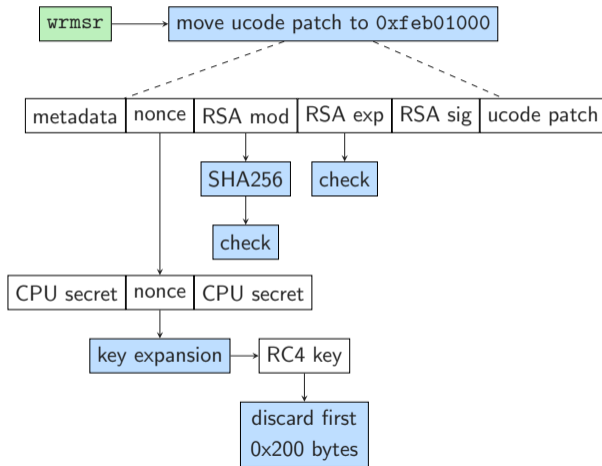 wrmsr
move ucode patch to 0xfeb01000
metadata
nonce
RSA mod
RSA exp
RSA sig
ucode patch
SHA256
check
check
CPU secret
nonce
CPU secret
key expansion
RC4 key
discard first
0x200 bytes